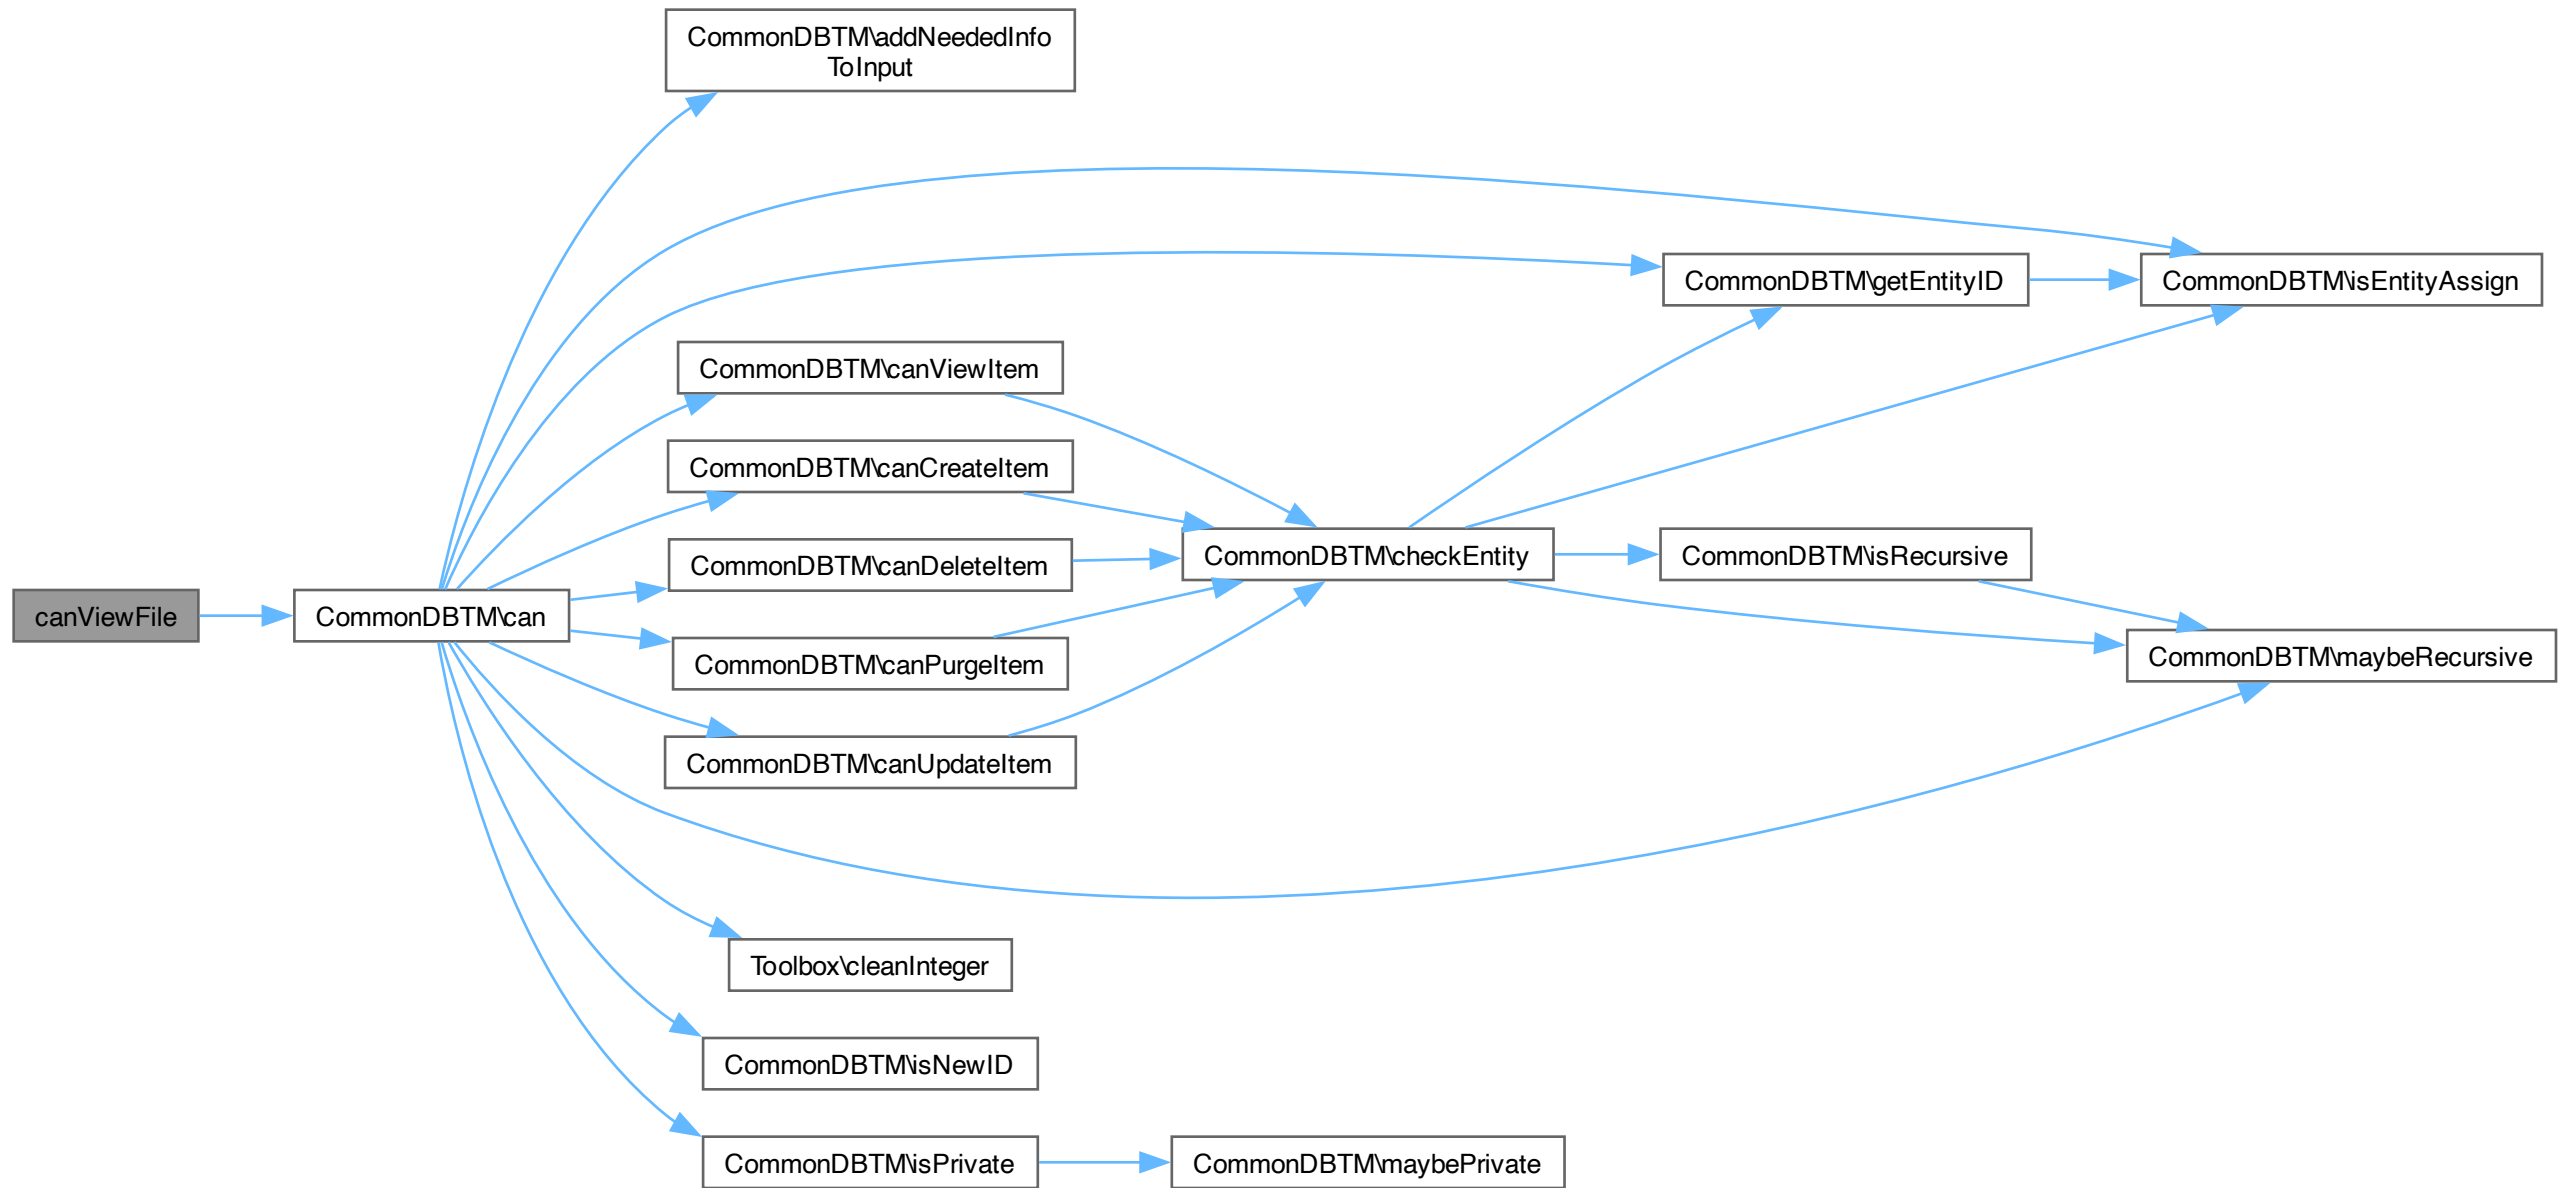 CommonDBTM\addNeededInfo
ToInput
CommonDBTM\getEntityID
CommonDBTM\isEntityAssign
CommonDBTM\canViewItem
CommonDBTM\canCreateItem
CommonDBTM\checkEntity
CommonDBTM\isRecursive
CommonDBTM\canDeleteItem
canViewFile
CommonDBTM\can
CommonDBTM\canPurgeItem
CommonDBTM\maybeRecursive
CommonDBTM\canUpdateItem
Toolbox\cleanInteger
CommonDBTM\isNewID
CommonDBTM\isPrivate
CommonDBTM\maybePrivate